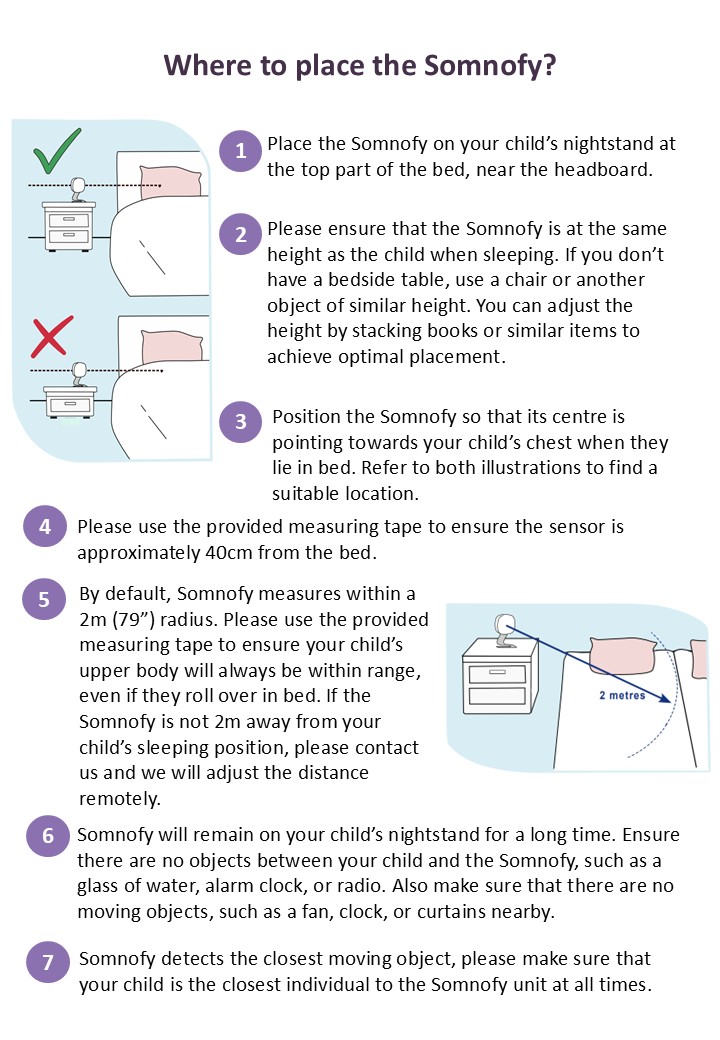 Where to place the Somnofy?
1
Place the Somnofy on your child’s nightstand at
the top part of the bed, near the headboard.
2
Please ensure that the Somnofy is at the same
height as the child when sleeping. If you don’t
have a bedside table, use a chair or another
object of similar height. You can adjust the
height by stacking books or similar items to
achieve optimal placement.
3
Position the Somnofy so that its centre is
pointing towards your child’s chest when they
lie in bed. Refer to both illustrations to find a
suitable location.
4
Please use the provided measuring tape to ensure the sensor is
approximately 40cm from the bed.
5
By default, Somnofy measures within a
2m (79”) radius. Please use the provided
measuring tape to ensure your child’s
upper body will always be within range,
even if they roll over in bed. If the
Somnofy is not 2m away from your
child’s sleeping position, please contact
us and we will adjust the distance
remotely.
2 metres
6
Somnofy will remain on your child’s nightstand for a long time. Ensure
there are no objects between your child and the Somnofy, such as a
glass of water, alarm clock, or radio. Also make sure that there are no
moving objects, such as a fan, clock, or curtains nearby.
7
Somnofy detects the closest moving object, please make sure that
your child is the closest individual to the Somnofy unit at all times.